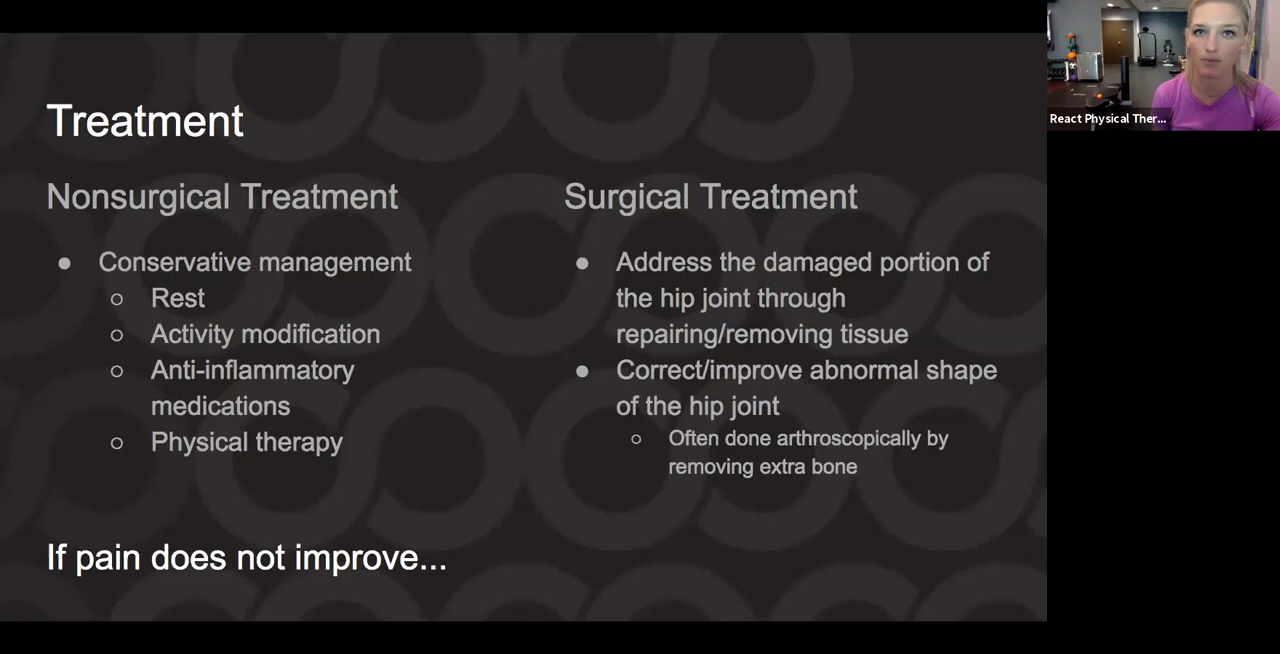 Treatment
Nonsurgical Treatment
● Conservative management
○ Rest
○ Activity modification
○ Anti-inflammatory
medications
○ Physical therapy
If pain does not improve...
Surgical Treatment
● Address the damaged portion of
the hip joint through
repairing/removing tissue
● Correct/improve abnormal shape
of the hip joint
○ Often done arthroscopically by
removing extra bone
React Physical Ther...